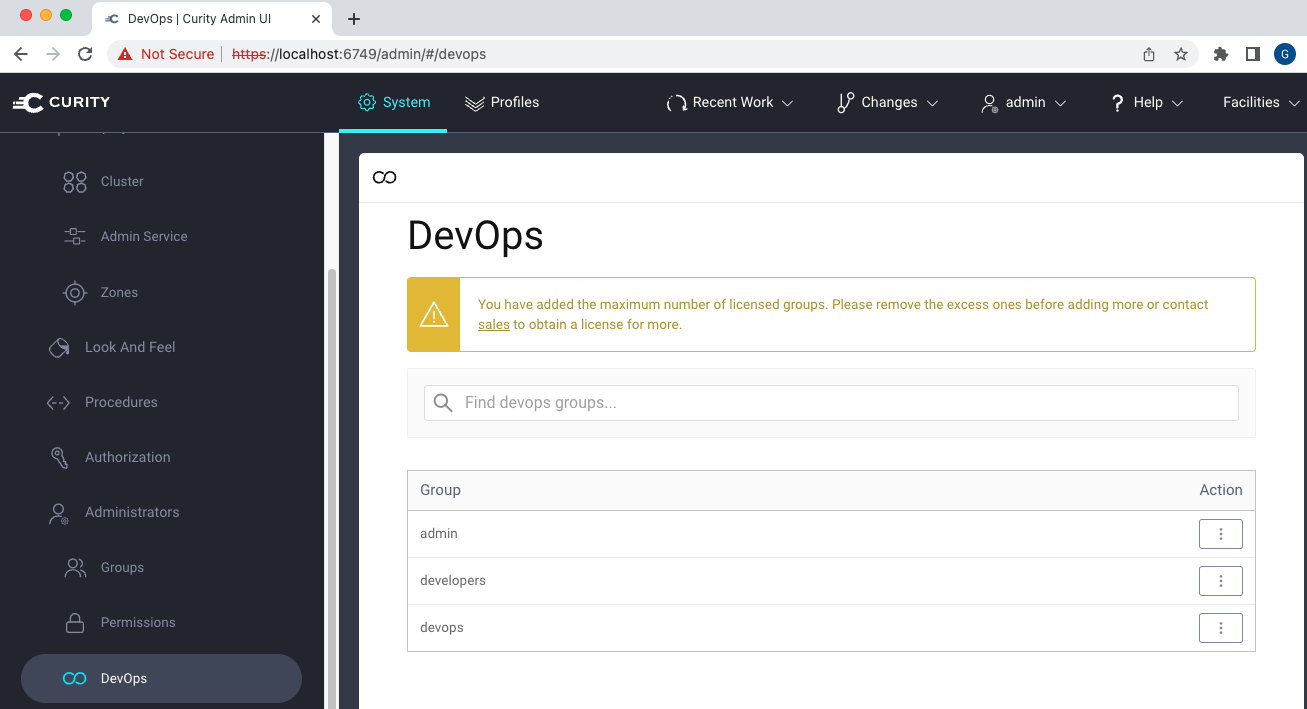 DevOps | Curity Admin UI
Not Secure https://localhost:6749/admin/#/devops
G
CURITY
System
Profiles
Recent Work
Changes
admin
Help
Facilities
Cluster
Admin Service
Zones
Look And Feel
Procedures
Authorization
Administrators
Groups
Permissions
DevOps
DevOps
You have added the maximum number of licensed groups. Please remove the excess ones before adding more or contact
sales to obtain a license for more.
Find devops groups...
Group Action
admin
developers
devops